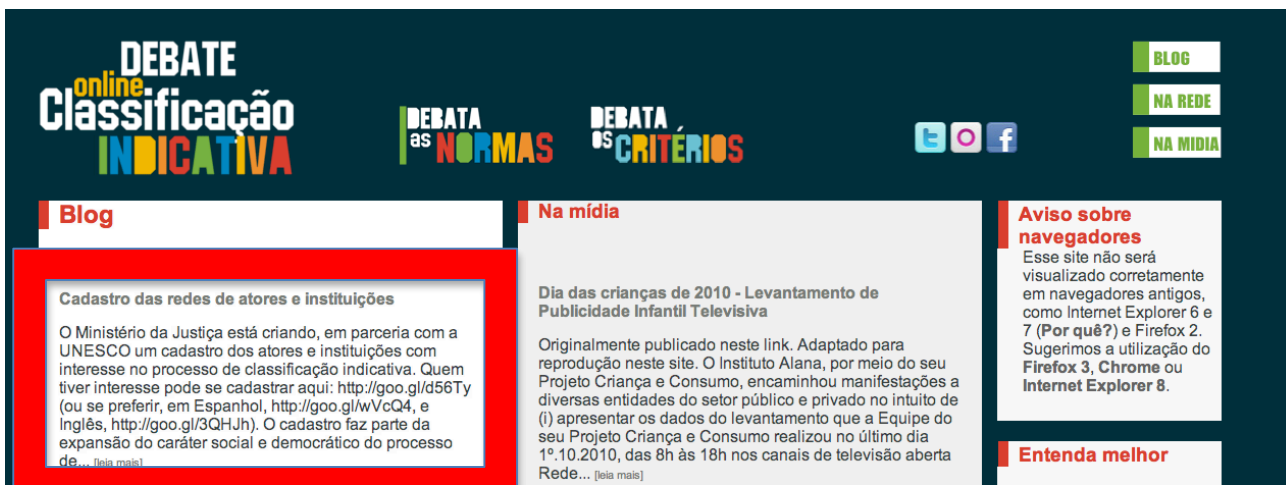 DEBATE
online
Classificação
INDICATIVA
DEBATA
as NORMAS
DEBATA
os CRITÉRIOS
BLOG
NA REDE
NA MIDIA
Blog
Cadastro das redes de atores e instituições
O Ministério da Justiça está criando, em parceria com a
UNESCO um cadastro dos atores e instituições com
interesse no processo de classificação indicativa. Quem
tiver interesse pode se cadastrar aqui: http://goo.gl/d56Ty
(ou se preferir, em Espanhol, http://goo.gl/wVcQ4, e
Inglês, http://goo.gl/3QHJh). O cadastro faz parte da
expansão do caráter social e democrático do processo
de... [leia mais]
Na mídia
Dia das crianças de 2010 - Levantamento de
Publicidade Infantil Televisiva
Originalmente publicado neste link. Adaptado para
reprodução neste site. O Instituto Alana, por meio do seu
Projeto Criança e Consumo, encaminhou manifestações a
diversas entidades do setor público e privado no intuito de
(i) apresentar os dados do levantamento que a Equipe do
seu Projeto Criança e Consumo realizou no último dia
1º.10.2010, das 8h às 18h nos canais de televisão aberta
Rede... [leia mais]
Aviso sobre
navegadores
Esse site não será
visualizado corretamente
em navegadores antigos,
como Internet Explorer 6 e
7 (Por quê?) e Firefox 2.
Sugerimos a utilização do
Firefox 3, Chrome ou
Internet Explorer 8.
Entenda melhor